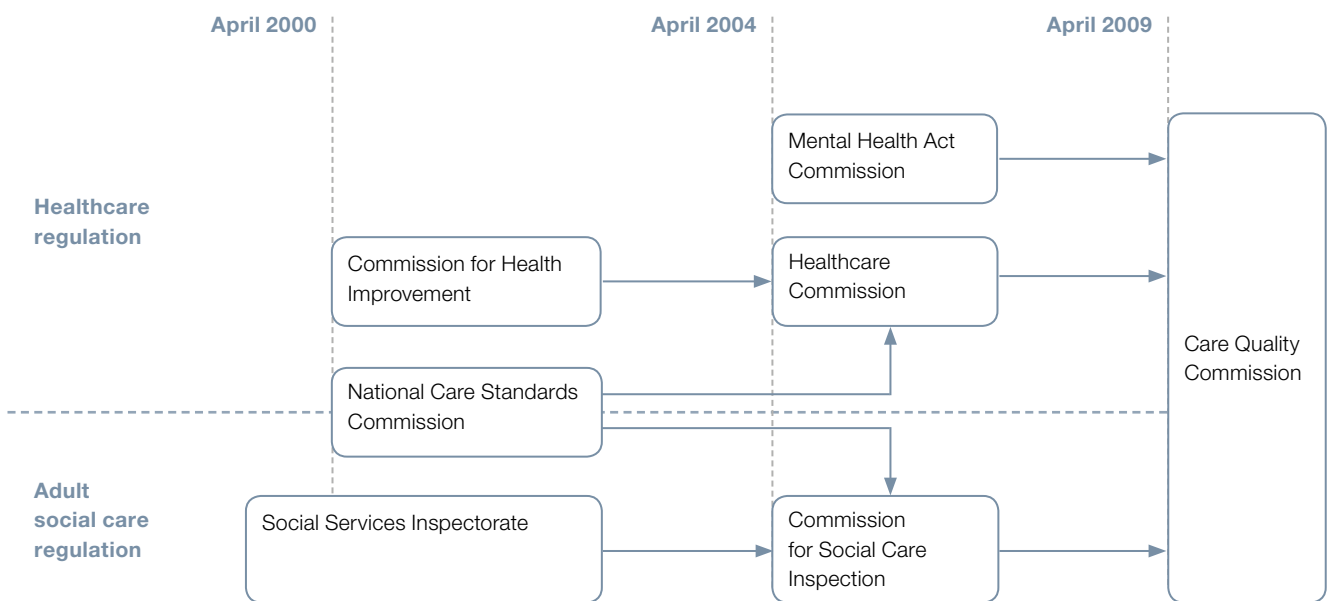 April 2000
April 2004
April 2009
Healthcare
regulation
Mental Health Act
Commission
Commission for Health
Improvement
Healthcare
Commission
National Care Standards
Commission
Care Quality
Commission
Adult
social care
regulation
Social Services Inspectorate
Commission
for Social Care
Inspection